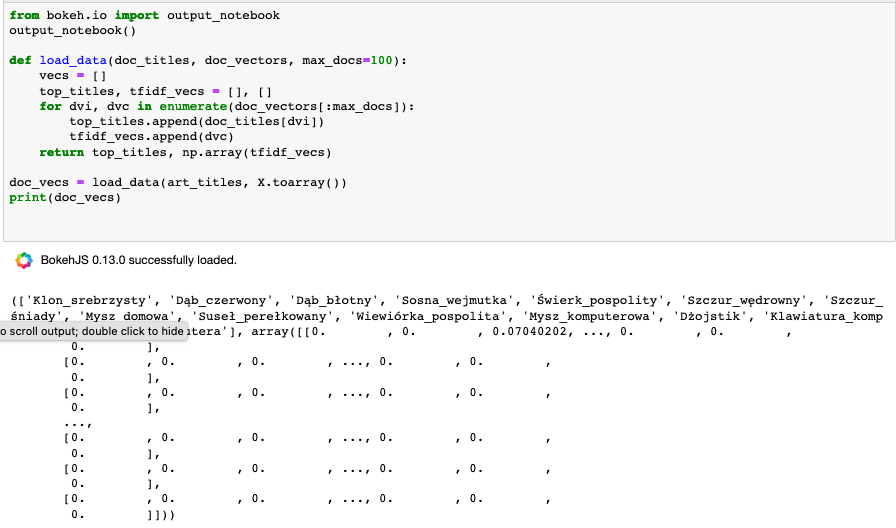 from bokeh.io import output_notebook
output_notebook()
def load_data(doc_titles, doc_vectors, max_docs=100):
    vecs = []
    top_titles, tfidf_vecs = [], []
    for dvi, dvc in enumerate(doc_vectors[:max_docs]):
        top_titles.append(doc_titles[dvi])
        tfidf_vecs.append(dvc)
    return top_titles, np.array(tfidf_vecs)
doc_vecs = load_data(art_titles, X.toarray())
print(doc_vecs)
BokehJS 0.13.0 successfully loaded.
(['Klon_srebrzysty', 'Dąb_czerwony', 'Dąb_błotny', 'Sosna_wejmutka', 'Świerk_pospolity', 'Szczur_wędrowny', 'Szczur_
śniady', 'Mysz_domowa', 'Suseł_perełkowany', 'Wiewiórka_pospolita', 'Mysz_komputerowa', 'Dżojstik', 'Klawiatura_komp
o scroll output; double click to hide utera'], array([[0.        , 0.        , 0.07040202, ..., 0.        , 0.        ,
        0.        ],
       [0.        , 0.        , 0.        , ..., 0.        , 0.        ,
        0.        ],
       [0.        , 0.        , 0.        , ..., 0.        , 0.        ,
        0.        ],
       ...,
       [0.        , 0.        , 0.        , ..., 0.        , 0.        ,
        0.        ],
       [0.        , 0.        , 0.        , ..., 0.        , 0.        ,
        0.        ],
       [0.        , 0.        , 0.        , ..., 0.        , 0.        ,
        0.        ]]))